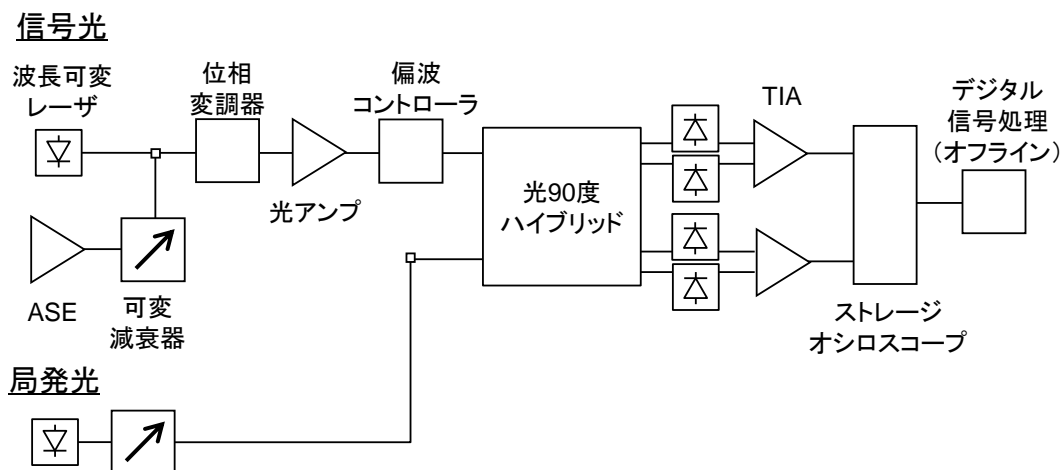 信号光
波長可変
レーザ
位相
変調器
偏波
コントローラ
TIA
デジタル
信号処理
(オフライン)
光90度
ハイブリッド
光アンプ
ASE
可変
減衰器
ストレージ
オシロスコープ
局発光